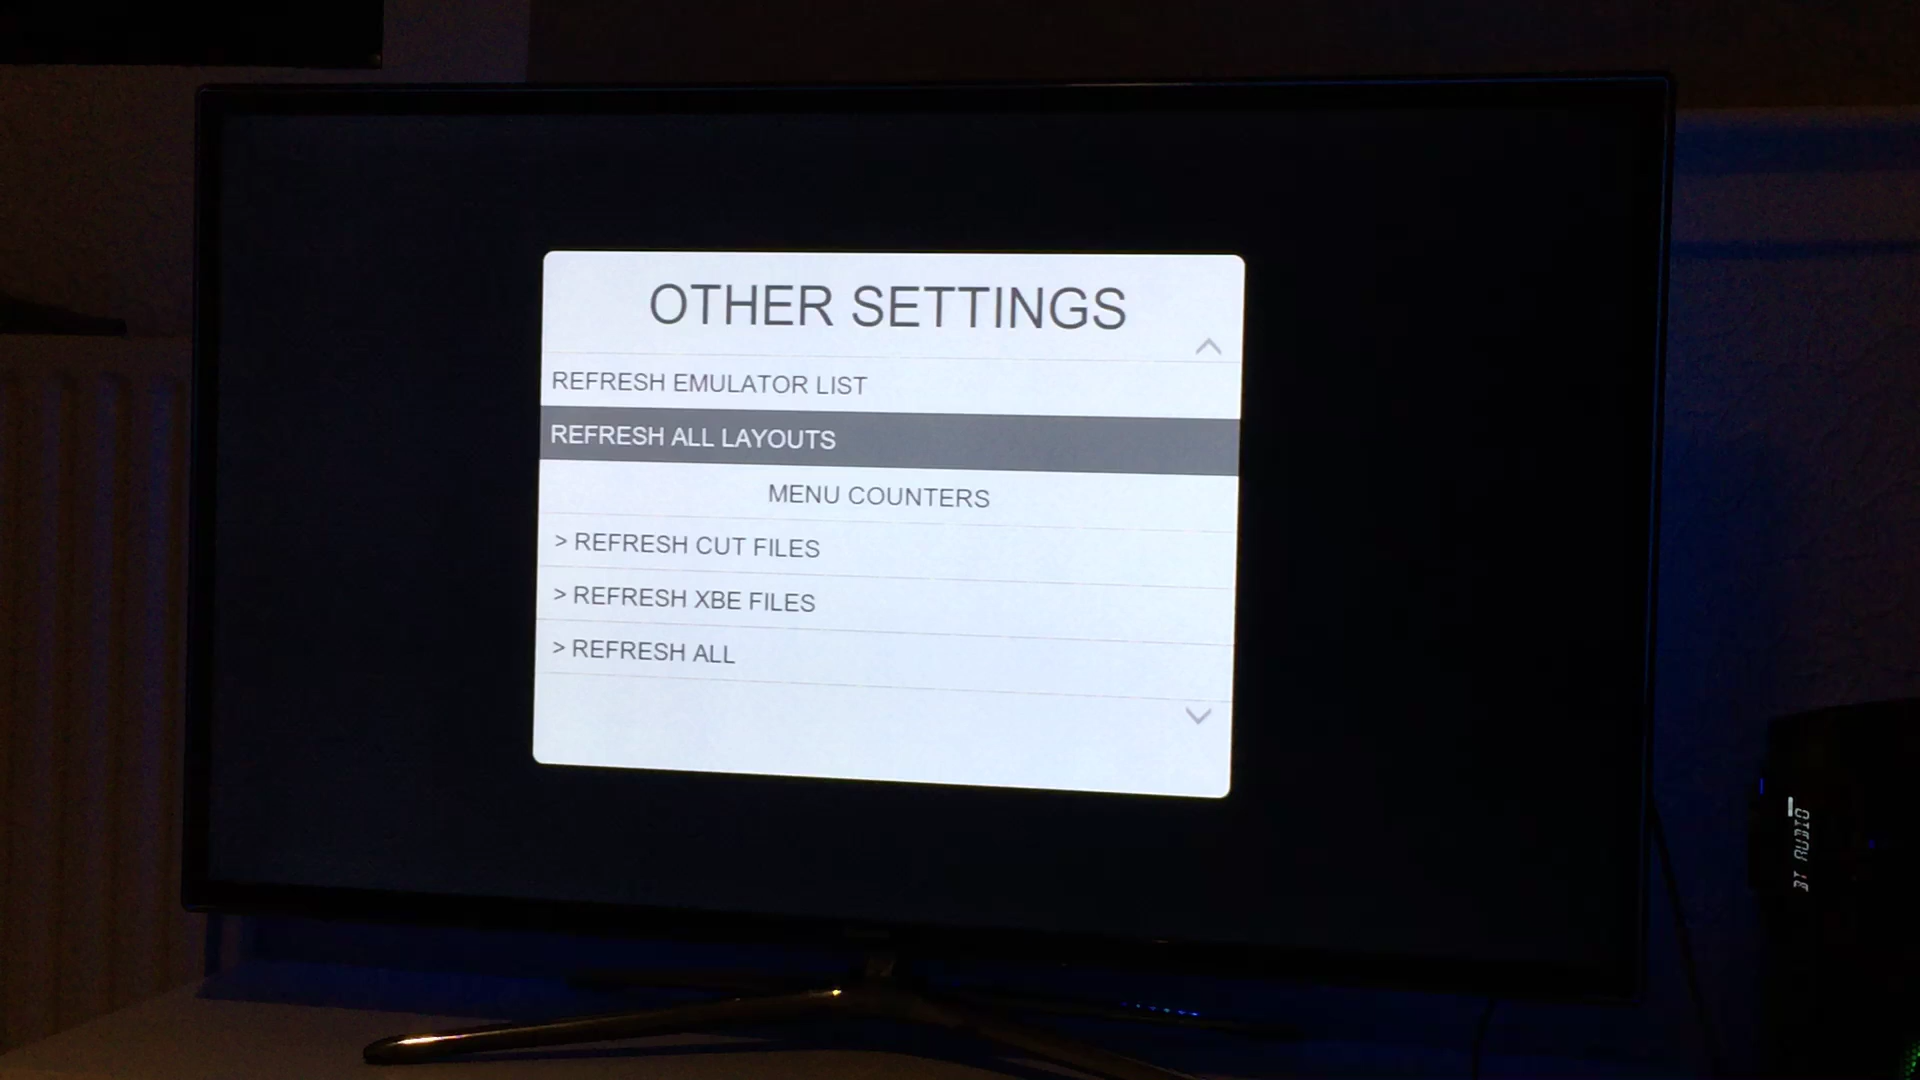 OTHER SETTINGS
REFRESH EMULATOR LIST
REFRESH ALL LAYOUTS
MENU COUNTERS
> REFRESH CUT FILES
> REFRESH XBE FILES
> REFRESH ALL
BT AUDIO